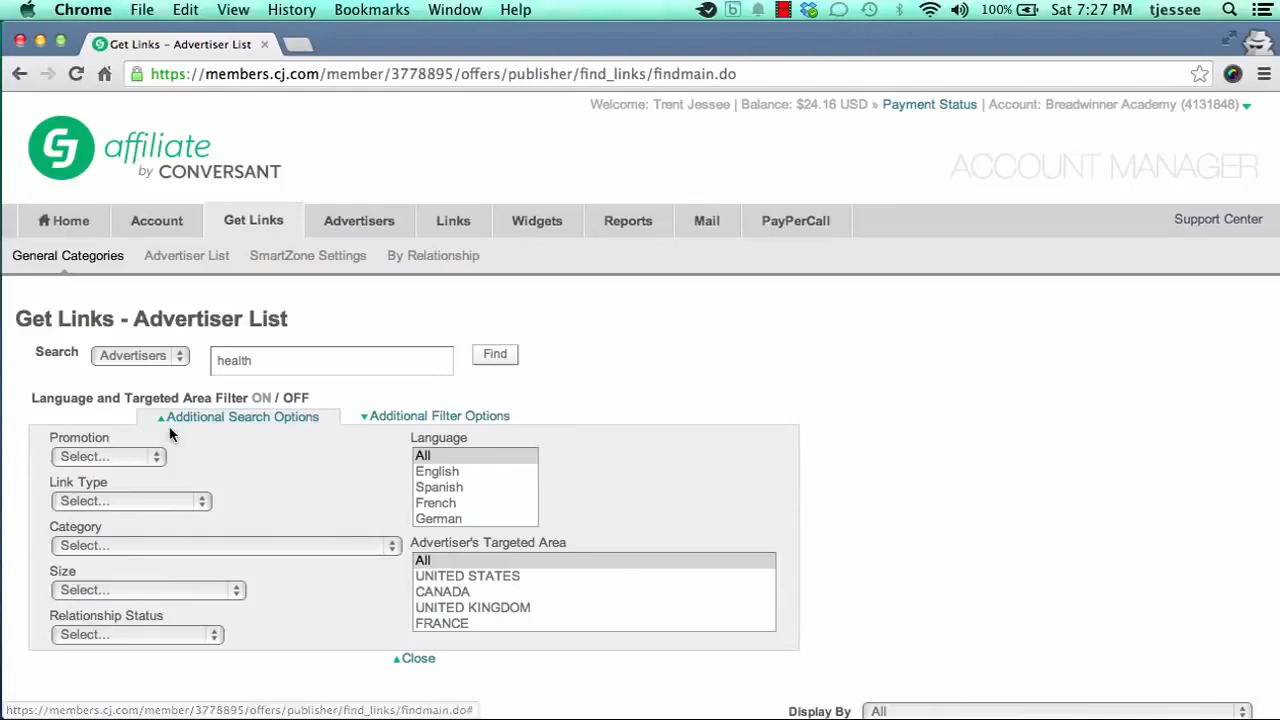 Chrome File Edit View History Bookmarks Window Help 100% Sat 7:27 PM tjessee
Get Links - Advertiser List
https://members.cj.com/member/3778895/offers/publisher/find_links/findmain.do
Welcome: Trent Jessee | Balance: $24.16 USD » Payment Status | Account: Breadwinner Academy (4131848)
affiliate
by CONVERSANT
ACCOUNT MANAGER
Home Account Get Links Advertisers Links Widgets Reports Mail PayPerCall Support Center
General Categories Advertiser List SmartZone Settings By Relationship
Get Links - Advertiser List
Search Advertisers health Find
Language and Targeted Area Filter ON / OFF
Additional Search Options Additional Filter Options
Promotion
Select...
Link Type
Select...
Category
Select...
Size
Select...
Relationship Status
Select...
Language
All
English
Spanish
French
German
Advertiser's Targeted Area
All
UNITED STATES
CANADA
UNITED KINGDOM
FRANCE
Close
https://members.cj.com/member/3778895/offers/publisher/find_links/findmain.do#
Display By All